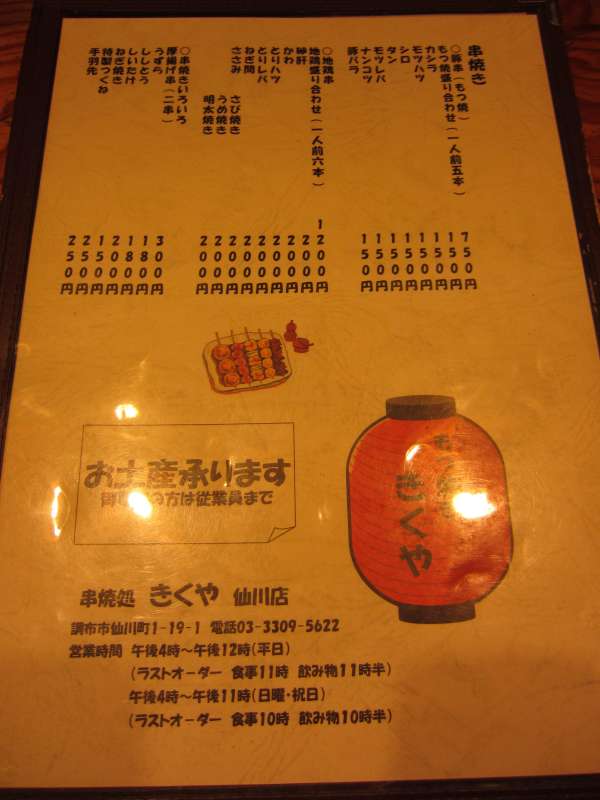 串焼き
○豚串(もつ焼)
もつ焼盛り合わせ(一人前五本) 750円
カシラ 150円
モツハツ 150円
シロ 150円
タン 150円
モツレバ 150円
ナンコツ 150円
豚バラ 150円
○地鶏串
地鶏盛り合わせ(一人前六本) 1200円
砂肝 200円
かわ 200円
とりハツ 200円
とりレバ 200円
ねぎ間 200円
ささみ さび焼き 200円
うめ焼き 200円
明太焼き 200円
○串焼きいろいろ
厚揚げ串(二串) 300円
うずら 180円
ししとう 180円
しいたけ 200円
ねぎ焼き 150円
特製つくね 250円
手羽先 250円
お土産承ります
の方は従業員まで
きくや
串焼処 きくや 仙川店
調布市仙川町1-19-1 電話03-3309-5622
営業時間 午後4時～午後12時(平日)
(ラストオーダー 食事11時 飲み物11時半)
午後4時～午後11時(日曜・祝日)
(ラストオーダー 食事10時 飲み物10時半)